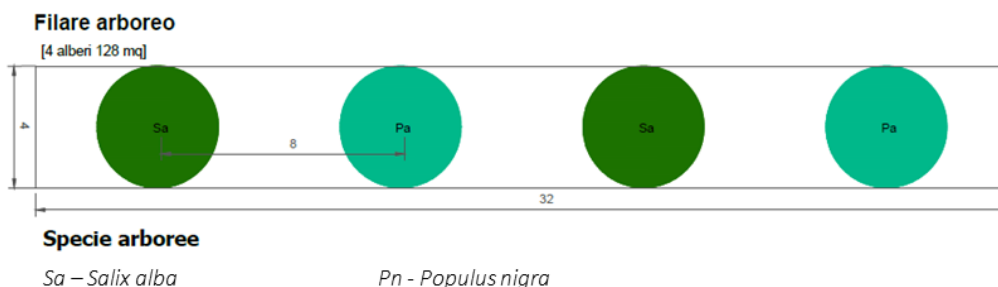 Filare arboreo
[4 alberi 128 mq]
4
Sa
Pa
Sa
Pa
8
32
Specie arboree
Sa – Salix alba
Pn - Populus nigra